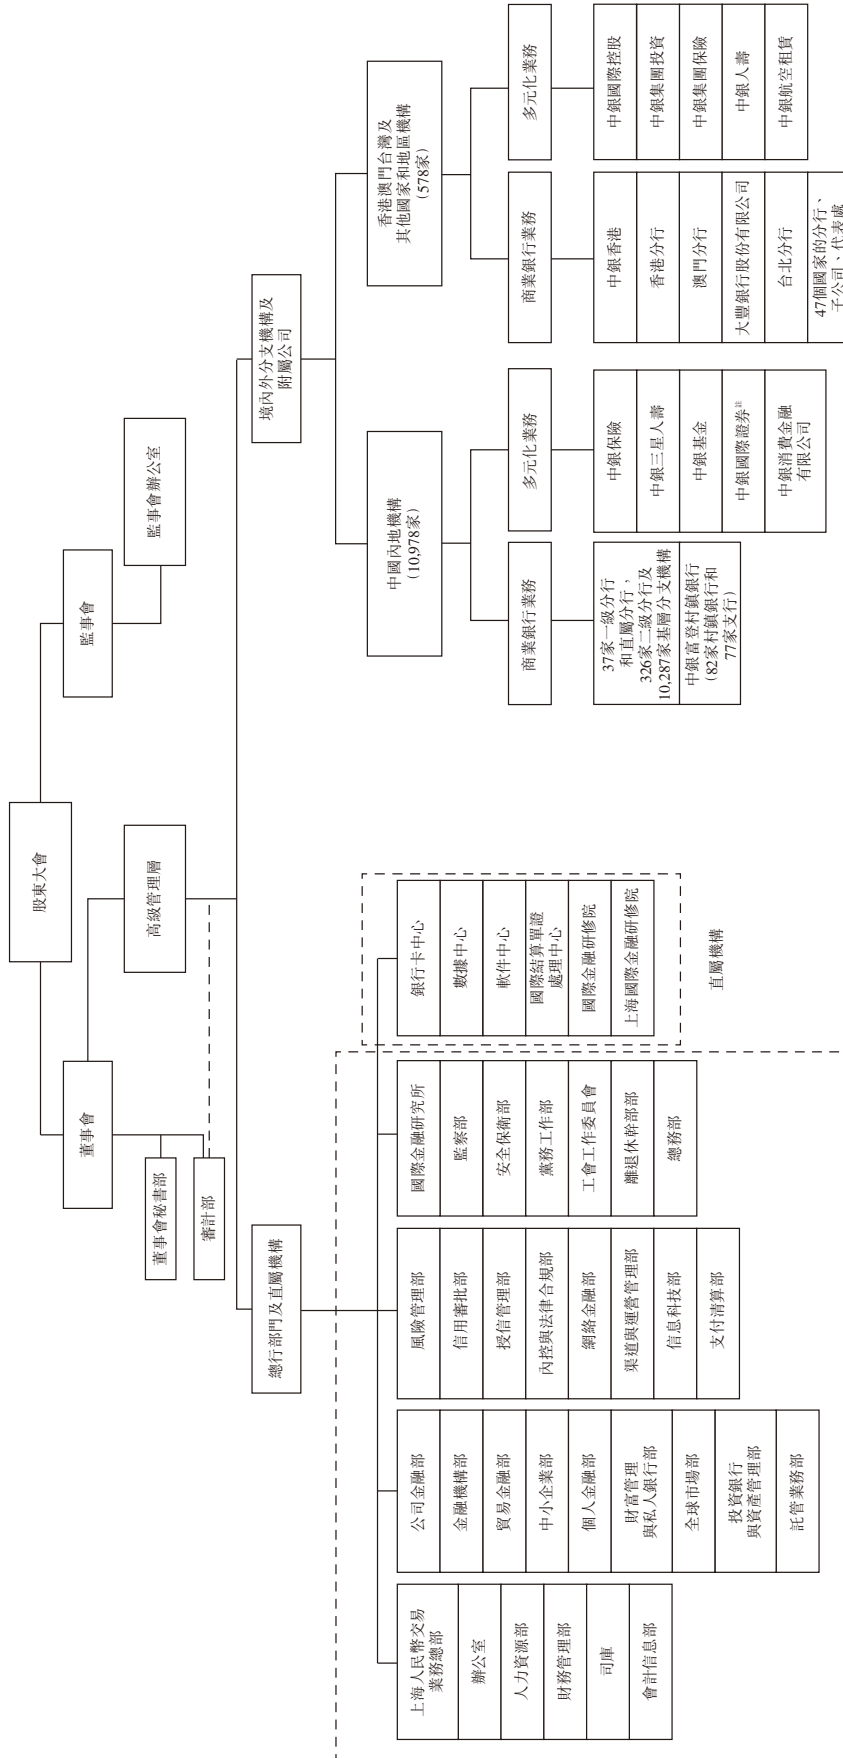 股東大會
董事會
監事會
董事會秘書部
審計部
高級管理層
監事會辦公室
總行部門及直屬機構
境內外分支機構及
附屬公司
上海人民幣交易
業務總部
辦公室
人力資源部
財務管理部
司庫
會計信息部
公司金融部
金融機構部
貿易金融部
中小企業部
個人金融部
財富管理
與私人銀行部
全球市場部
投資銀行
與資產管理部
託管業務部
風險管理部
信用審批部
授信管理部
內控與法律合規部
網絡金融部
渠道與運營管理部
信息科技部
支付清算部
國際金融研究所
監察部
安全保衛部
黨務工作部
工會工作委員會
離退休幹部部
總務部
銀行卡中心
數據中心
軟件中心
國際結算單證
處理中心
國際金融研修院
上海國際金融研修院
直屬機構
中國內地機構
(10,978家)
商業銀行業務
37家一級分行
和直屬分行，
326家二級分行及
10,287家基層分支機構
中銀富登村鎮銀行
(82家村鎮銀行和
77家支行)
多元化業務
中銀保險
中銀三星人壽
中銀基金
中銀國際證券註
中銀消費金融
有限公司
香港澳門台灣及
其他國家和地區機構
(578家)
商業銀行業務
中銀香港
香港分行
澳門分行
大豐銀行股份有限公司
台北分行
47個國家的分行、
子公司、代表處
多元化業務
中銀國際控股
中銀集團投資
中銀集團保險
中銀人壽
中銀航空租賃